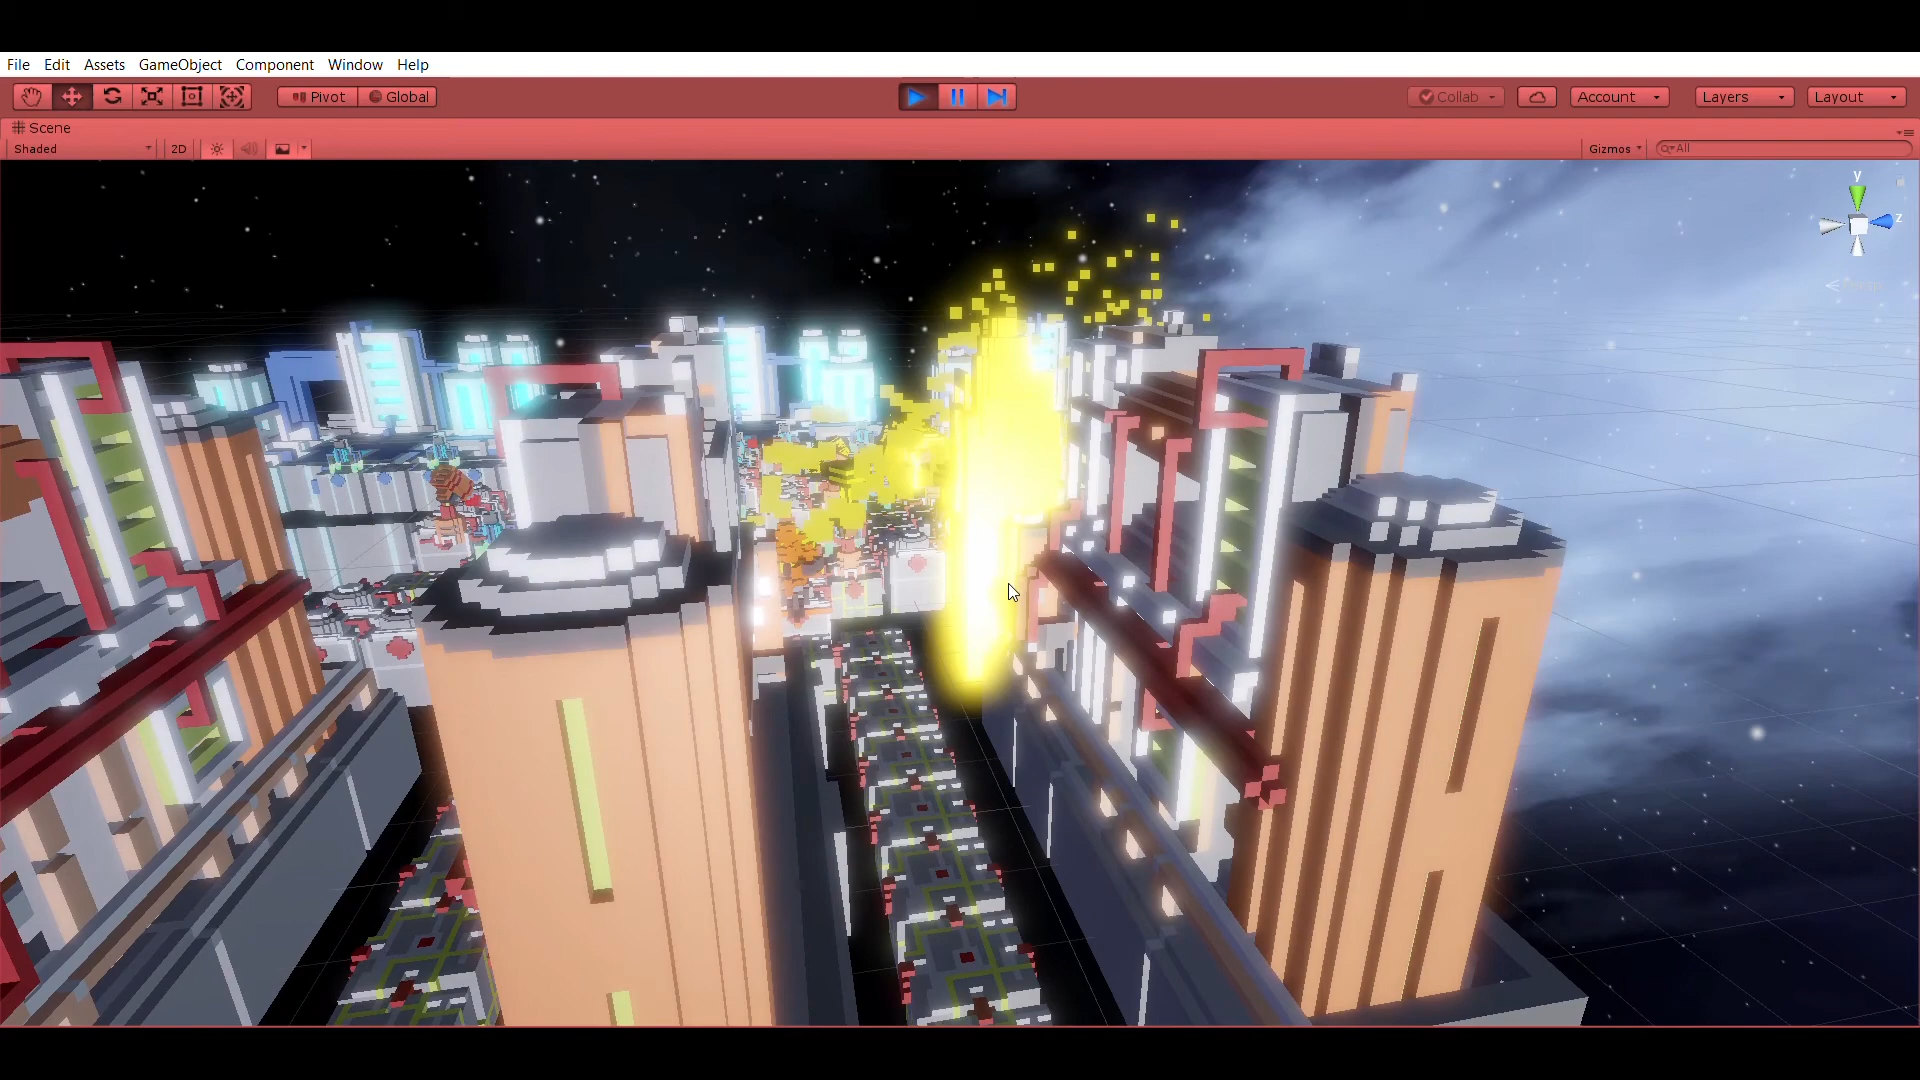 File Edit Assets GameObject Component Window Help
Pivot Global Collab Account Layers Layout
Scene
Shaded 2D Gizmos All
y
z